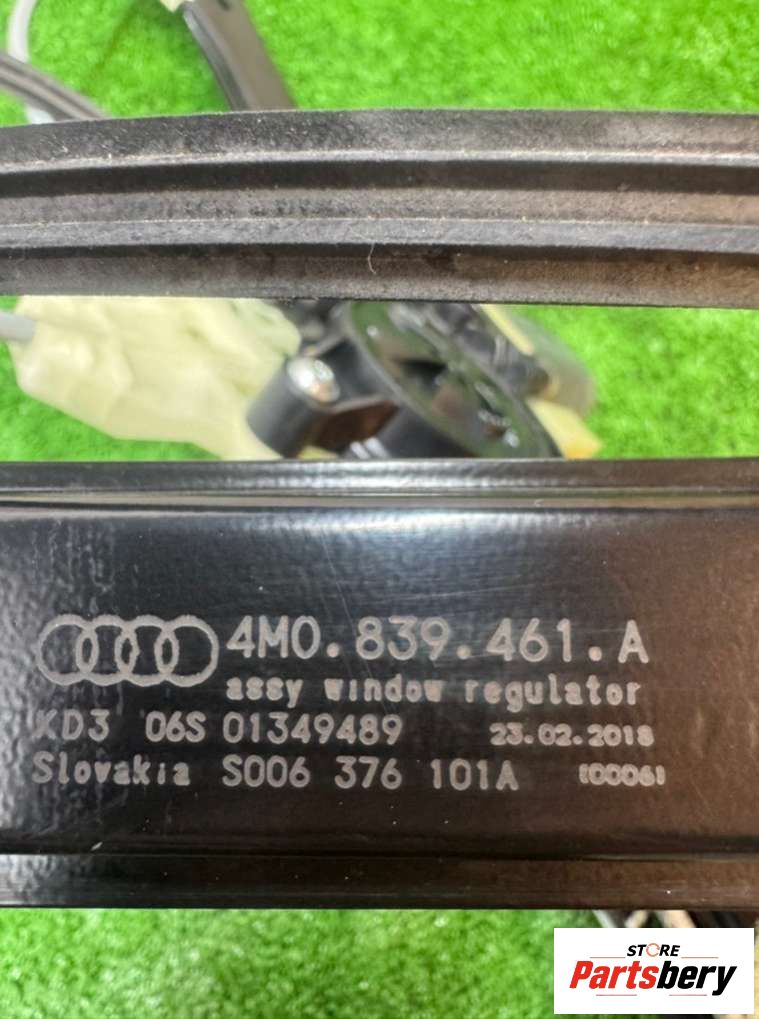 4M0.839.461.A
assy window regulator
KD3 06S 01349489 23.02.2018
Slovakia S006 376 101A [0006]
STORE
Partsbery